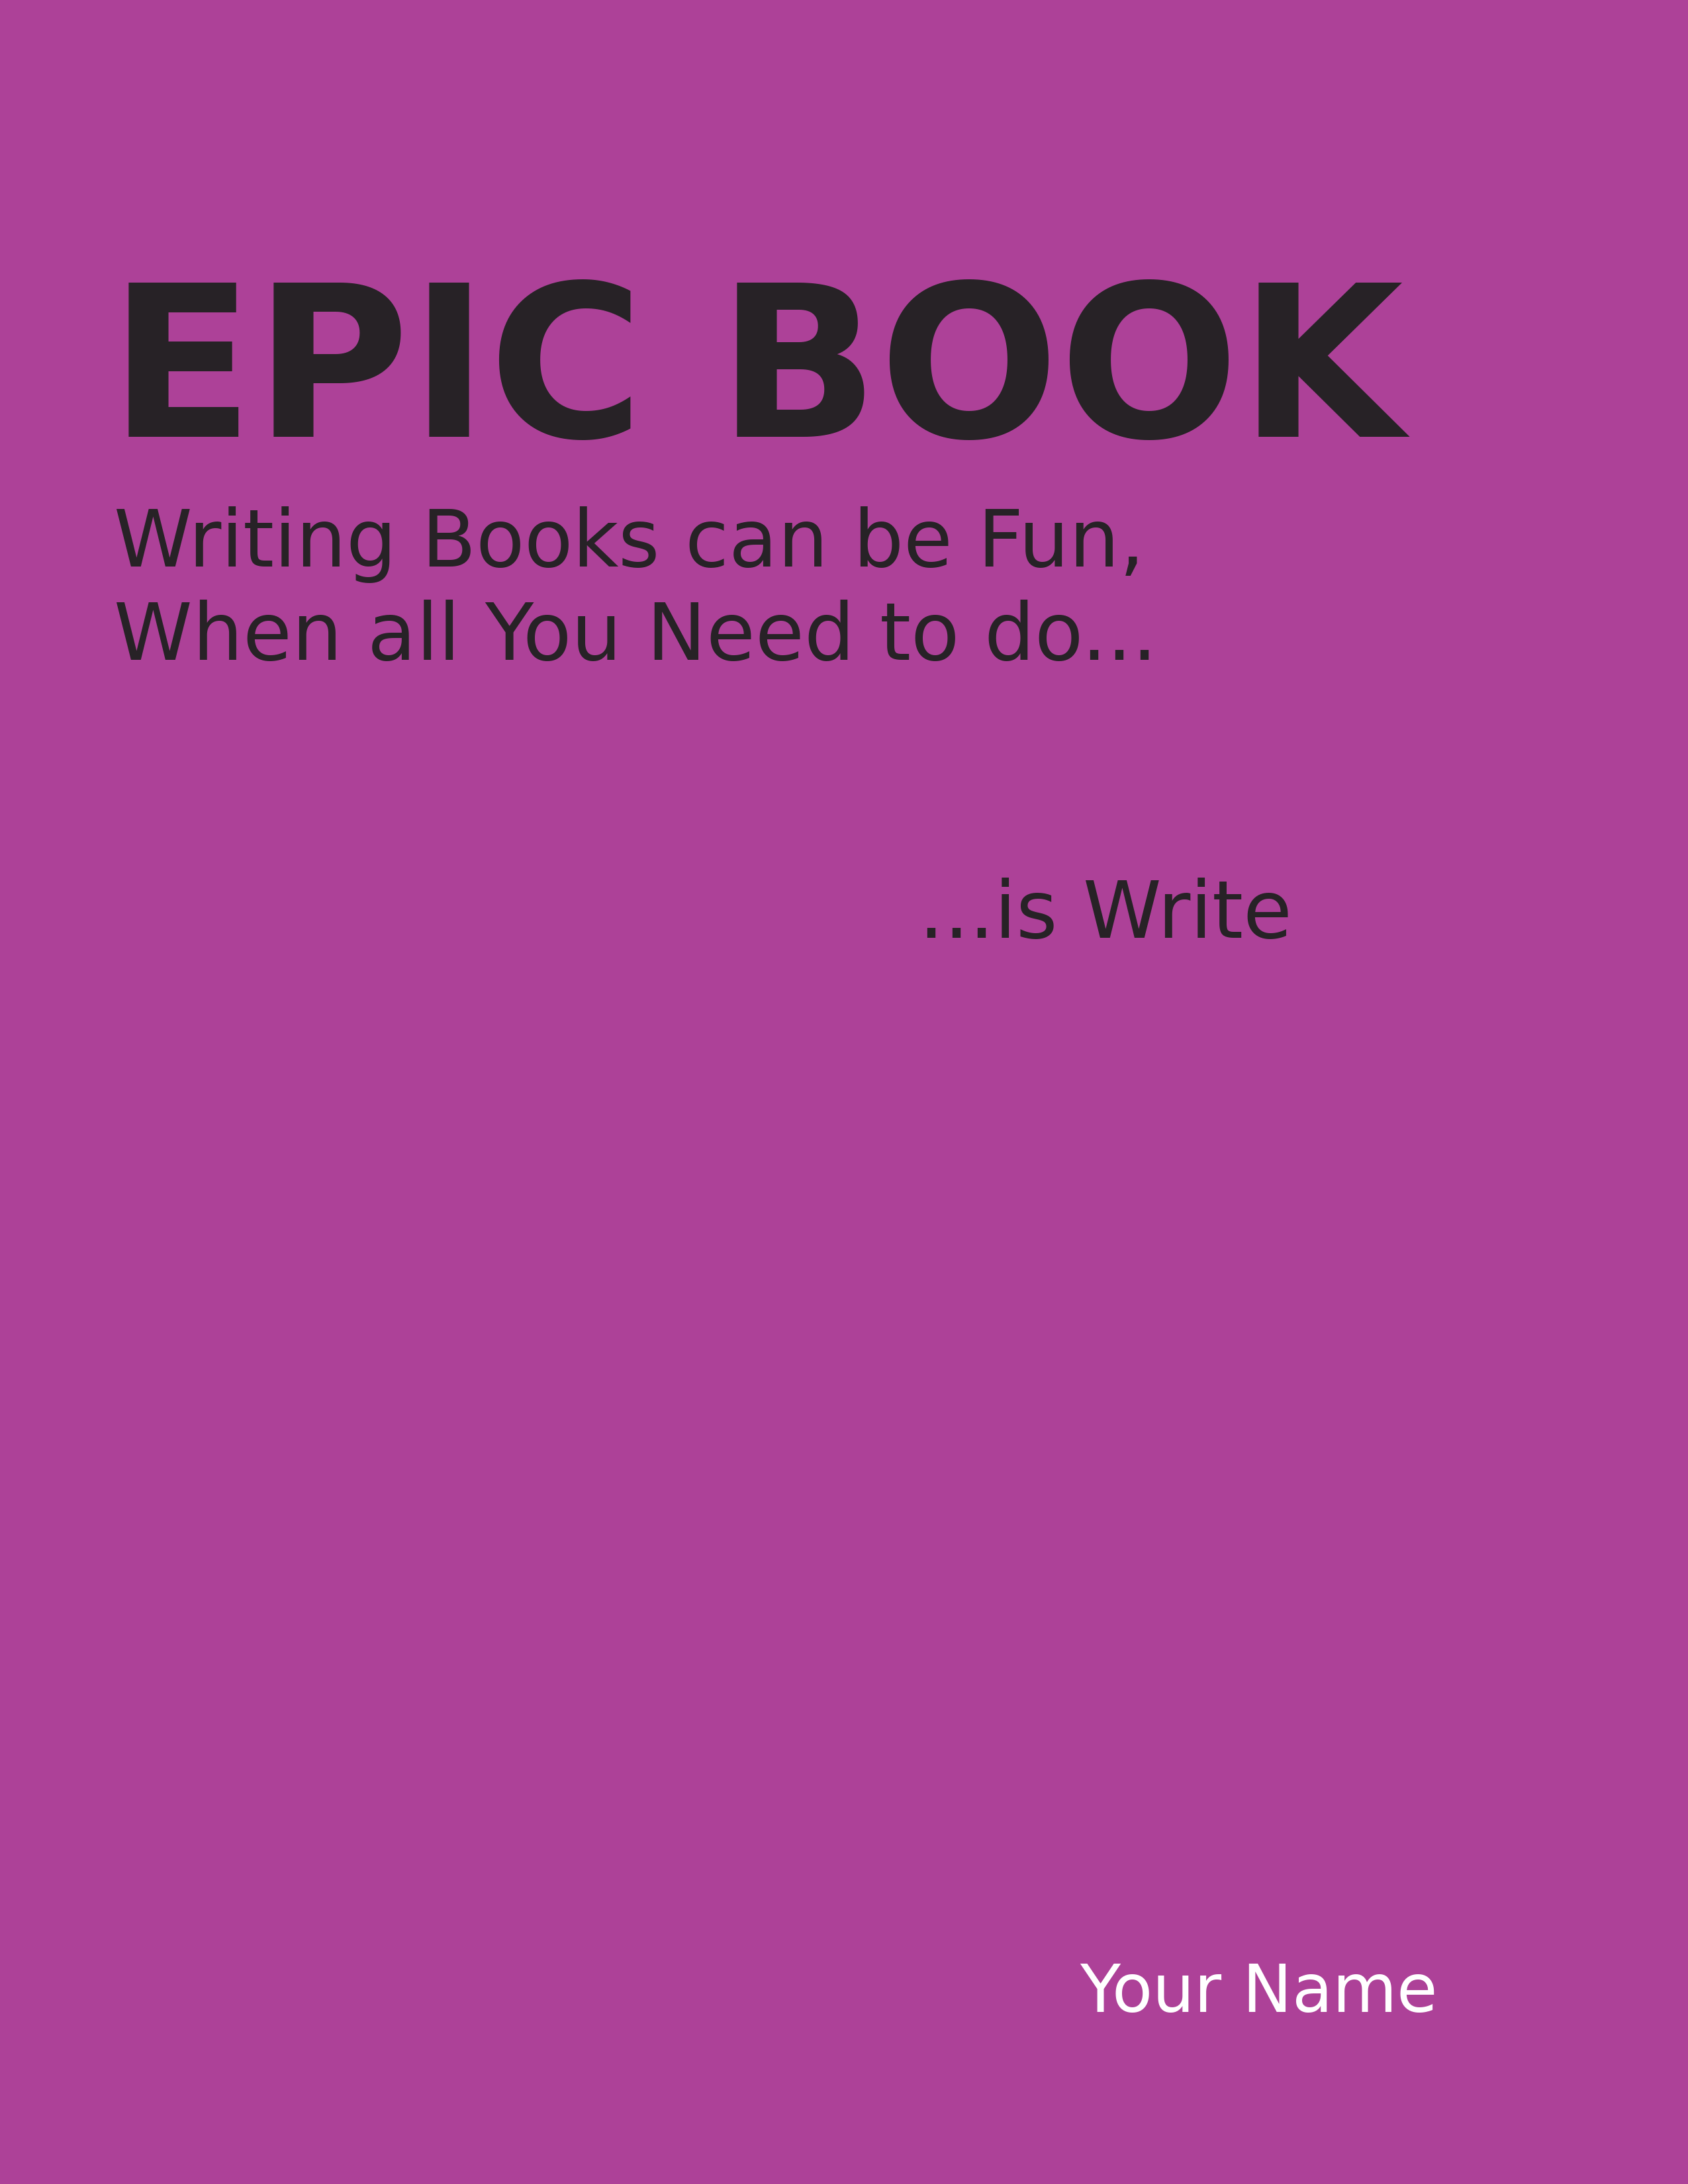 EPIC BOOK
Writing Books can be Fun,
When all You Need to do...
...is Write
Your Name